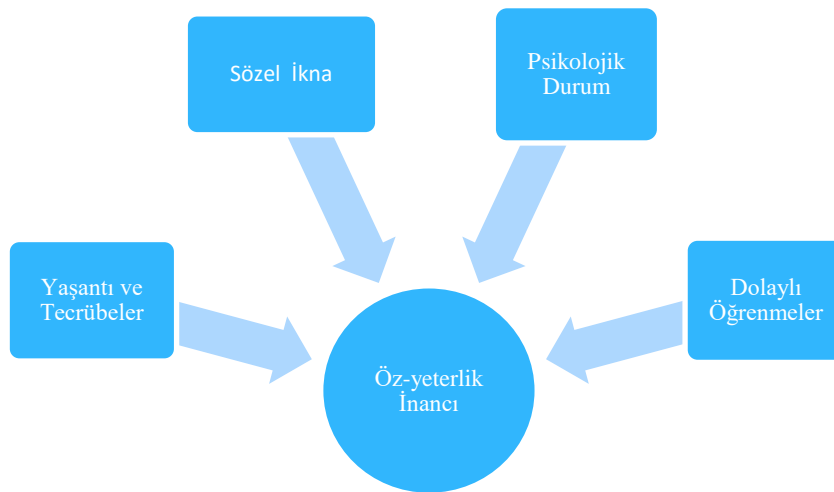 Sözel İkna
Psikolojik
Durum
Yaşantı ve
Tecrübeler
Dolaylı
Öğrenmeler
Öz-yeterlik
İnancı